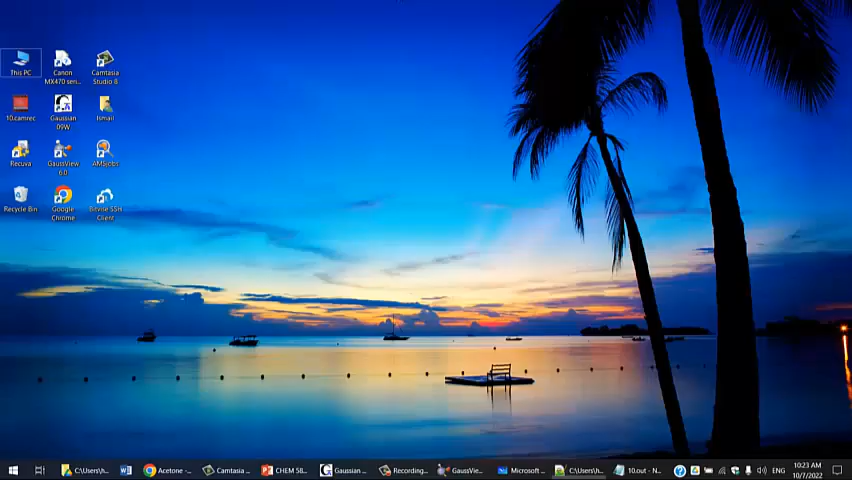 This PC
Canon MX470 seri...
Camtasia Studio 8
10.camrec
Gaussian 09W
Ismail
Recuva
GaussView 6.0
AMSjobs
Recycle Bin
Google Chrome
Bitvise SSH Client
C:\Users\h...
Acetone -...
Camtasia ...
CHEM 58...
Gaussian ...
Recording...
GaussVie...
Microsoft ...
C:\Users\h...
10.out - N...
ENG
10:23 AM
10/7/2022